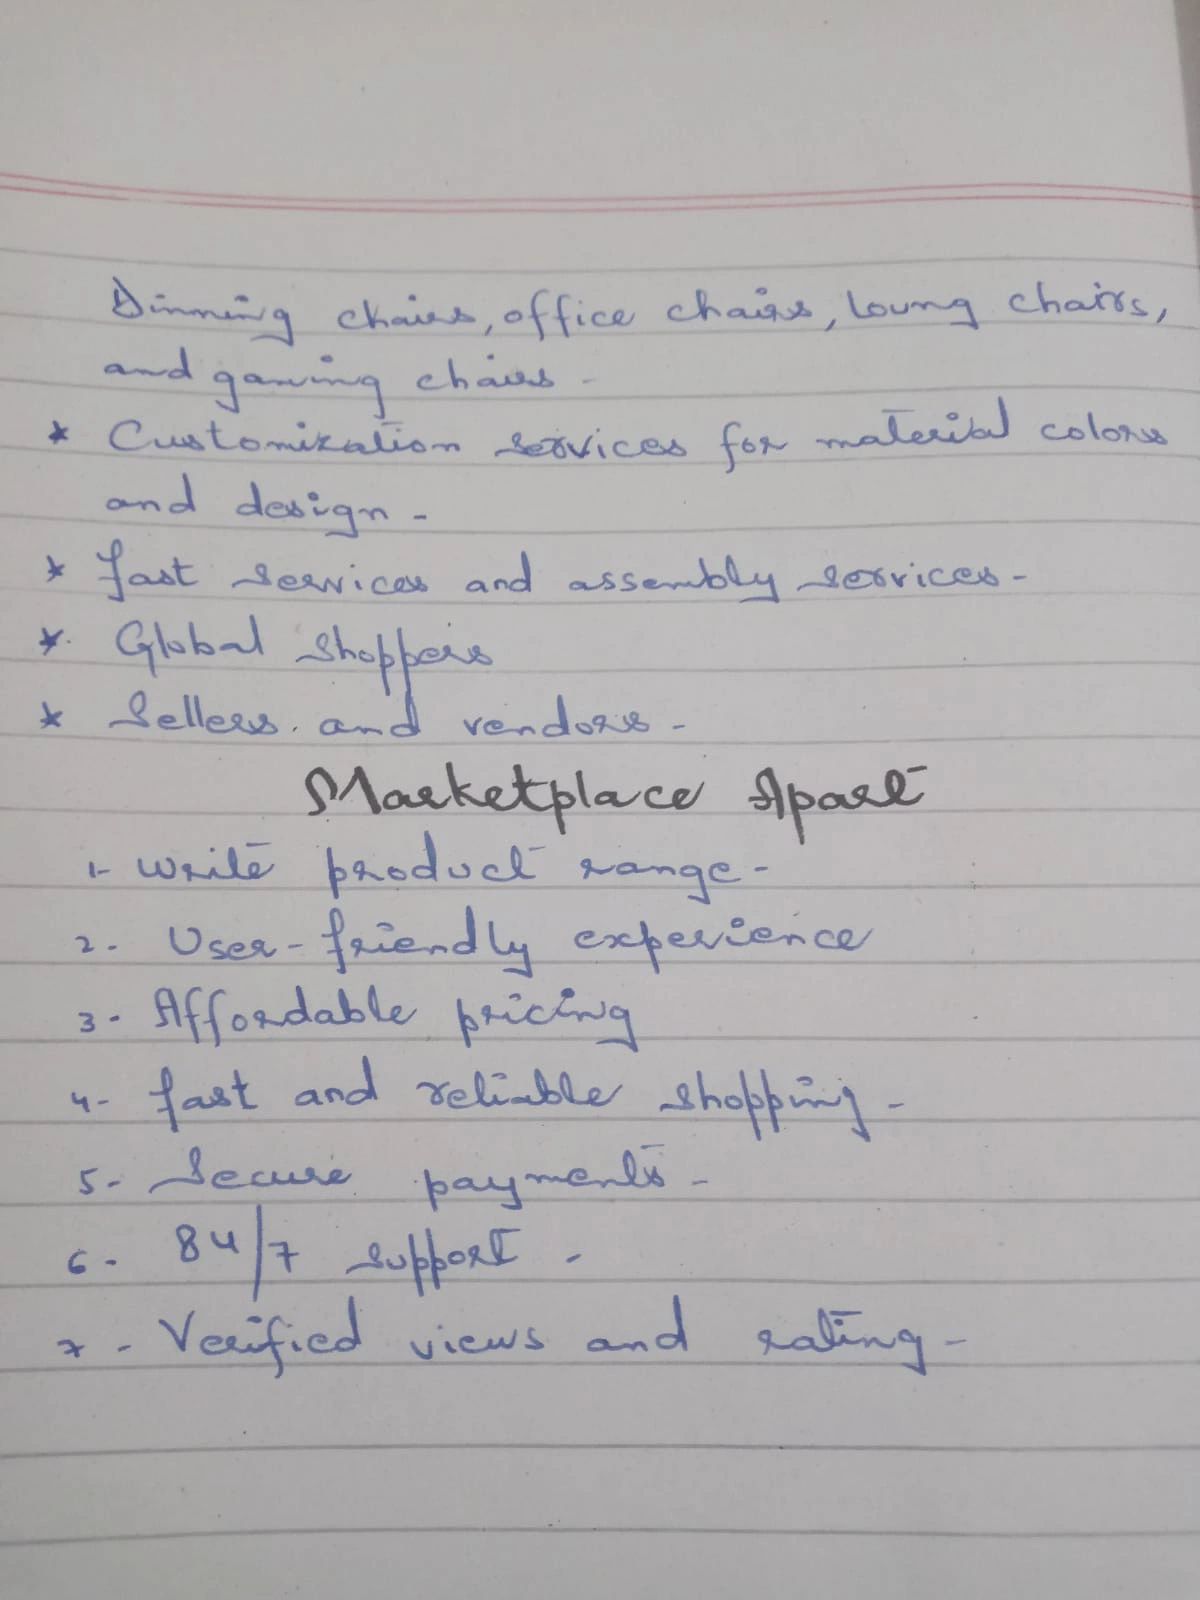 Dinning chairs, office chairs, loung chairs,
and gaming chairs -
* Customization services for material colors
and design -
* fast services and assembly services -
* Global shoppers
* Sellers. and vendors -
Marketplace Apart
1- Write product range -
2- User-friendly experience
3- Affordable pricing
4- fast and reliable shopping -
5- Secure payments -
6- 84/7 support -
7- Verified views and rating -